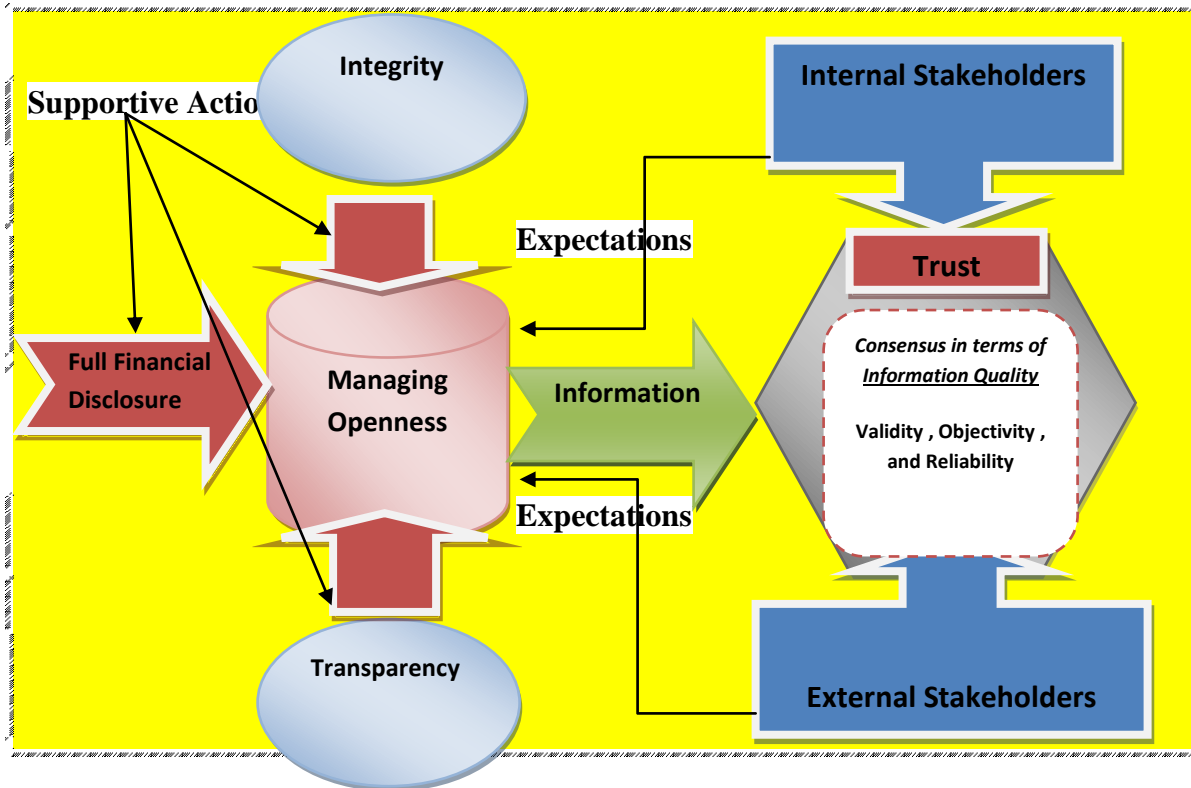 Integrity
Supportive Actio
Internal Stakeholders
Expectations
Trust
Full Financial
Disclosure
Managing
Openness
Information
Consensus in terms of
Information Quality
Validity , Objectivity ,
and Reliability
Expectations
Transparency
External Stakeholders